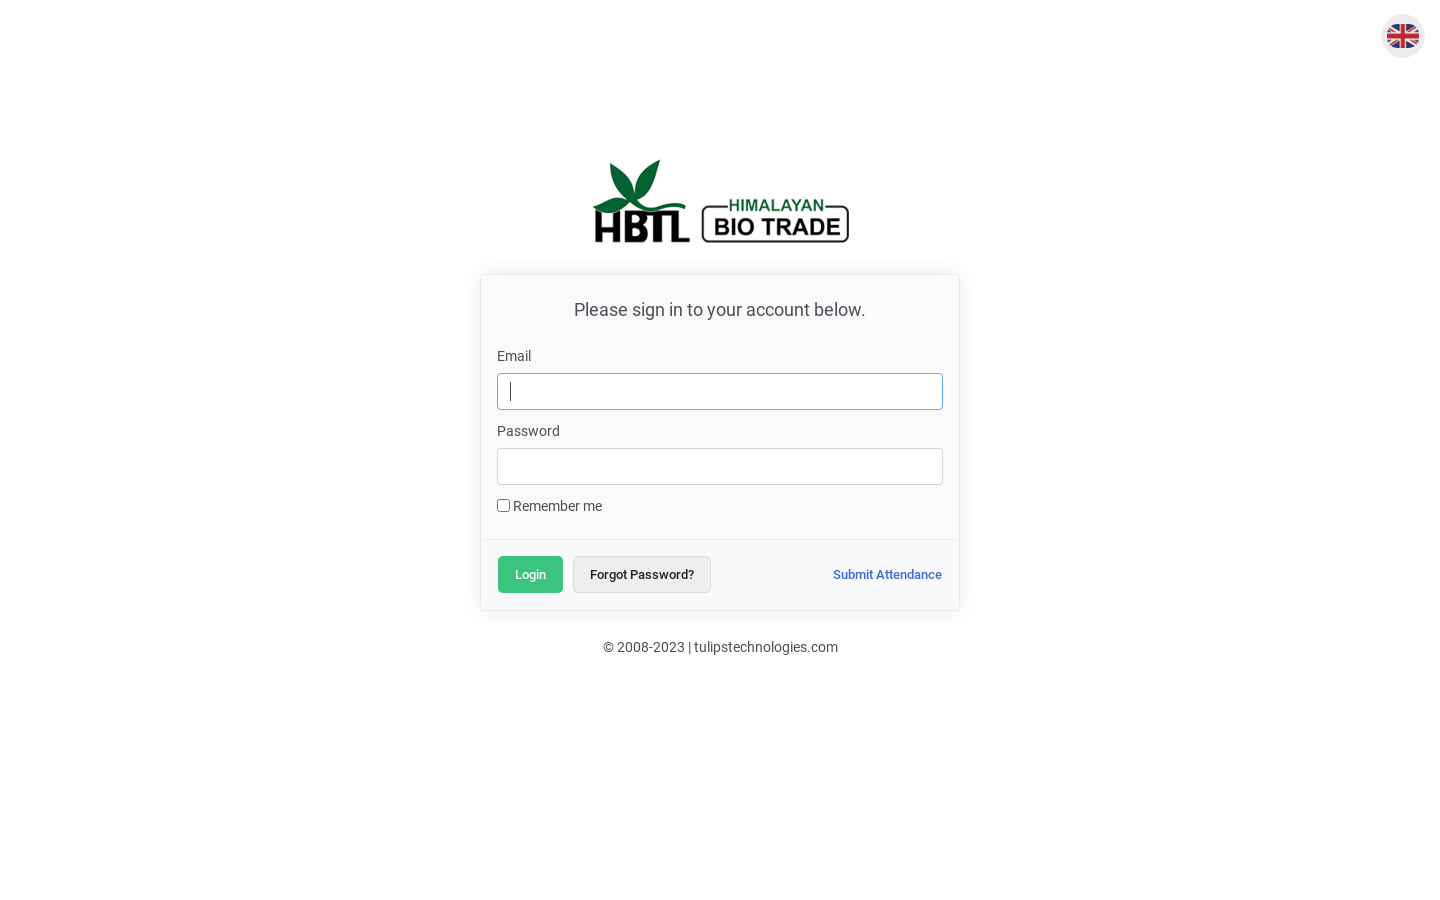 HBTL
HIMALAYAN
BIO TRADE
Please sign in to your account below.
Email
Password
Remember me
Login
Forgot Password?
Submit Attendance
© 2008-2023 | tulipstechnologies.com